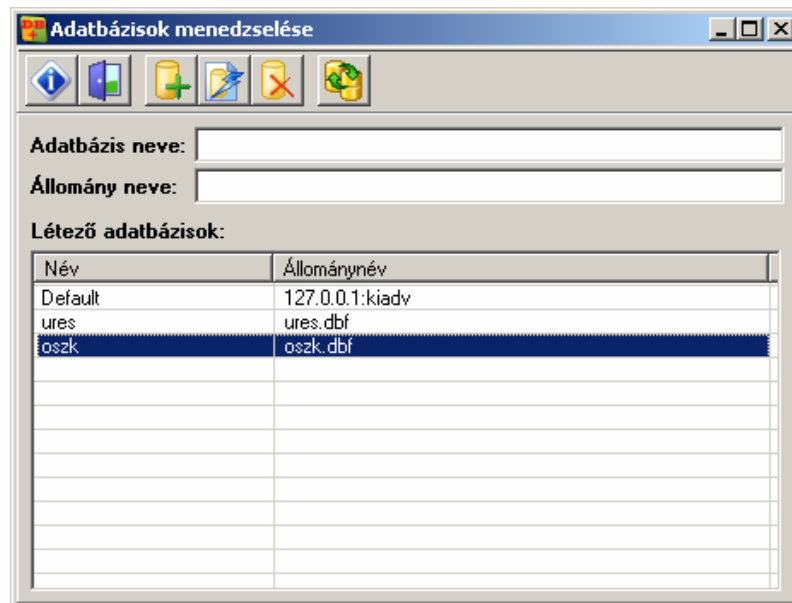 DB
+
Adatbázisok menedzselése
Adatbázis neve:
Állomány neve:
Létező adatbázisok:
Név Állománynév
Default 127.0.0.1:kiadv
ures ures.dbf
oszk oszk.dbf